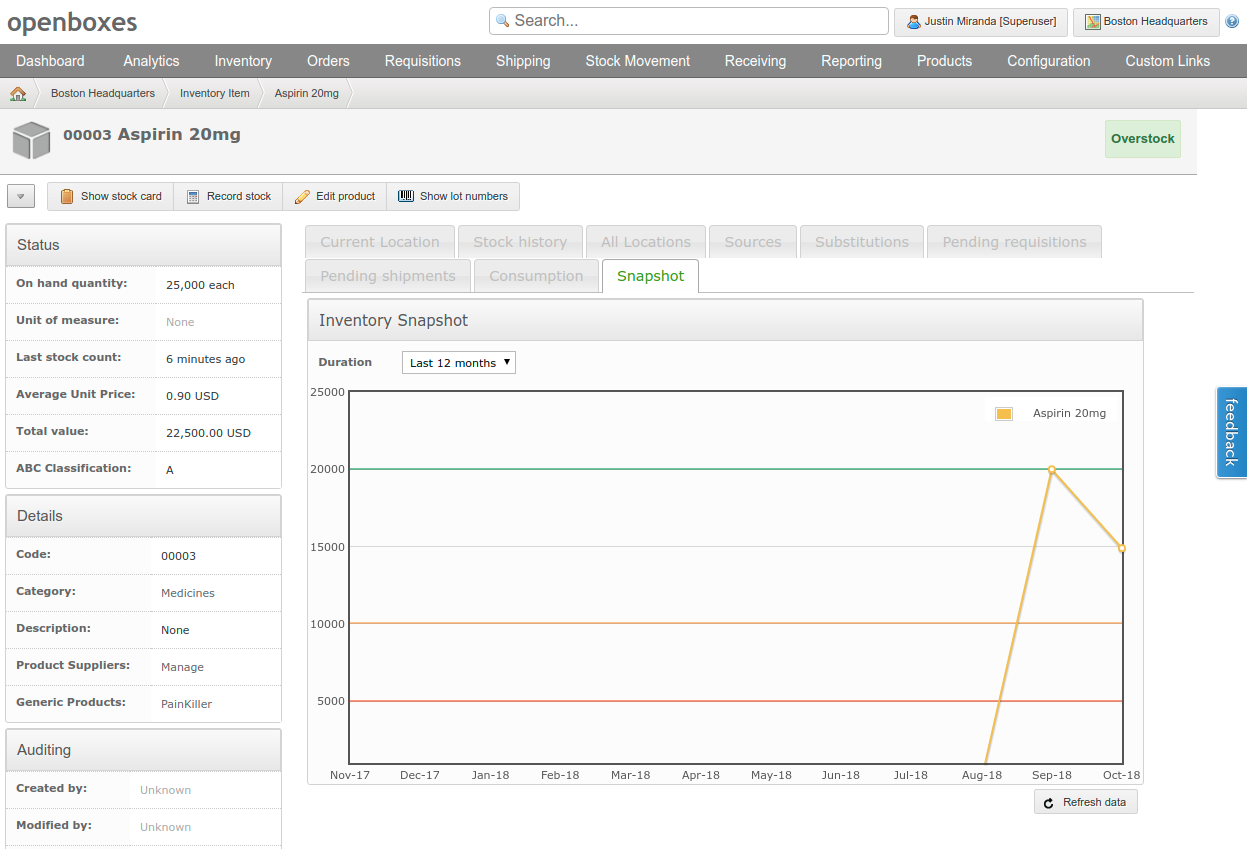 openboxes
Search...
Justin Miranda [Superuser]
Boston Headquarters
Dashboard Analytics Inventory Orders Requisitions Shipping Stock Movement Receiving Reporting Products Configuration Custom Links
Boston Headquarters Inventory Item Aspirin 20mg
00003 Aspirin 20mg
Overstock
Show stock card Record stock Edit product Show lot numbers
Status
On hand quantity: 25,000 each
Unit of measure: None
Last stock count: 6 minutes ago
Average Unit Price: 0.90 USD
Total value: 22,500.00 USD
ABC Classification: A
Details
Code: 00003
Category: Medicines
Description: None
Product Suppliers: Manage
Generic Products: PainKiller
Auditing
Created by: Unknown
Modified by: Unknown
Current Location Stock history All Locations Sources Substitutions Pending requisitions
Pending shipments Consumption Snapshot
Inventory Snapshot
Duration Last 12 months
25000
Aspirin 20mg
20000
15000
10000
5000
Nov-17 Dec-17 Jan-18 Feb-18 Mar-18 Apr-18 May-18 Jun-18 Jul-18 Aug-18 Sep-18 Oct-18
Refresh data
feedback